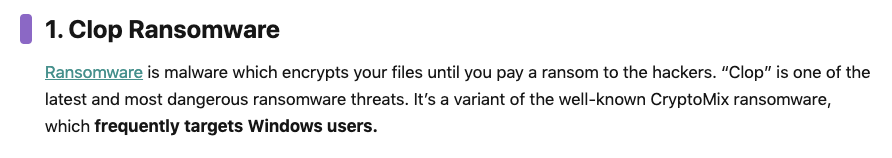 1. Clop Ransomware
Ransomware is malware which encrypts your files until you pay a ransom to the hackers. “Clop” is one of the
latest and most dangerous ransomware threats. It’s a variant of the well-known CryptoMix ransomware,
which frequently targets Windows users.